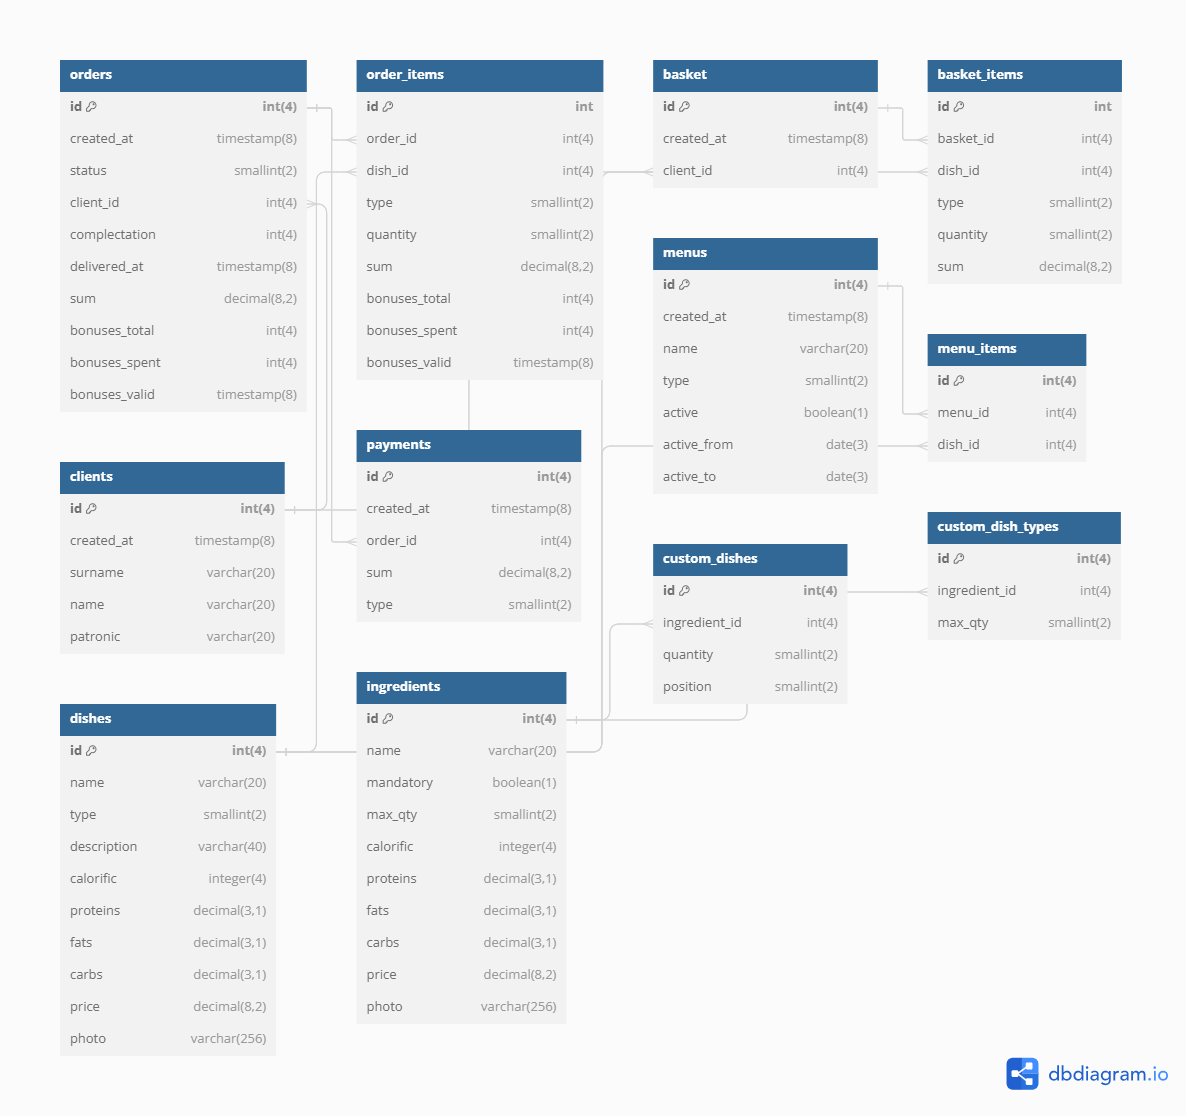 orders
id int(4)
created_at timestamp(8)
status smallint(2)
client_id int(4)
complectation int(4)
delivered_at timestamp(8)
sum decimal(8,2)
bonuses_total int(4)
bonuses_spent int(4)
bonuses_valid timestamp(8)
order_items
id int
order_id int(4)
dish_id int(4)
type smallint(2)
quantity smallint(2)
sum decimal(8,2)
bonuses_total int(4)
bonuses_spent int(4)
bonuses_valid timestamp(8)
basket
id int(4)
created_at timestamp(8)
client_id int(4)
basket_items
id int
basket_id int(4)
dish_id int(4)
type smallint(2)
quantity smallint(2)
sum decimal(8,2)
menus
id int(4)
created_at timestamp(8)
name varchar(20)
type smallint(2)
active boolean(1)
active_from date(3)
active_to date(3)
menu_items
id int(4)
menu_id int(4)
dish_id int(4)
clients
id int(4)
created_at timestamp(8)
surname varchar(20)
name varchar(20)
patronic varchar(20)
payments
id int(4)
created_at timestamp(8)
order_id int(4)
sum decimal(8,2)
type smallint(2)
custom_dishes
id int(4)
ingredient_id int(4)
quantity smallint(2)
position smallint(2)
custom_dish_types
id int(4)
ingredient_id int(4)
max_qty smallint(2)
dishes
id int(4)
name varchar(20)
type smallint(2)
description varchar(40)
calorific integer(4)
proteins decimal(3,1)
fats decimal(3,1)
carbs decimal(3,1)
price decimal(8,2)
photo varchar(256)
ingredients
id int(4)
name varchar(20)
mandatory boolean(1)
max_qty smallint(2)
calorific integer(4)
proteins decimal(3,1)
fats decimal(3,1)
carbs decimal(3,1)
price decimal(8,2)
photo varchar(256)
dbdiagram.io